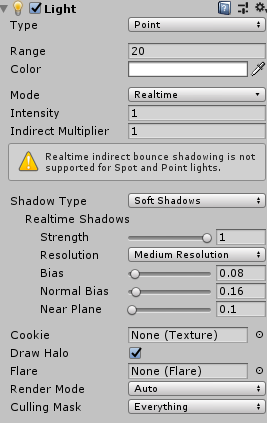 Light
Type Point
Range 20
Color
Mode Realtime
Intensity 1
Indirect Multiplier 1
Realtime indirect bounce shadowing is not
supported for Spot and Point lights.
Shadow Type Soft Shadows
Realtime Shadows
Strength 1
Resolution Medium Resolution
Bias 0.08
Normal Bias 0.16
Near Plane 0.1
Cookie None (Texture)
Draw Halo
Flare None (Flare)
Render Mode Auto
Culling Mask Everything